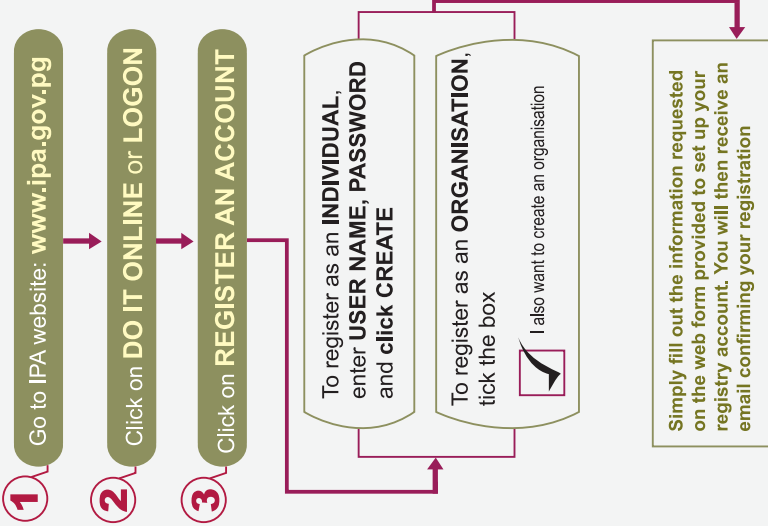 1
Go to IPA website: www.ipa.gov.pg
2
Click on DO IT ONLINE or LOGON
3
Click on REGISTER AN ACCOUNT
To register as an INDIVIDUAL,
enter USER NAME, PASSWORD
and click CREATE
To register as an ORGANISATION,
tick the box
I also want to create an organisation
Simply fill out the information requested
on the web form provided to set up your
registry account. You will then receive an
email confirming your registration